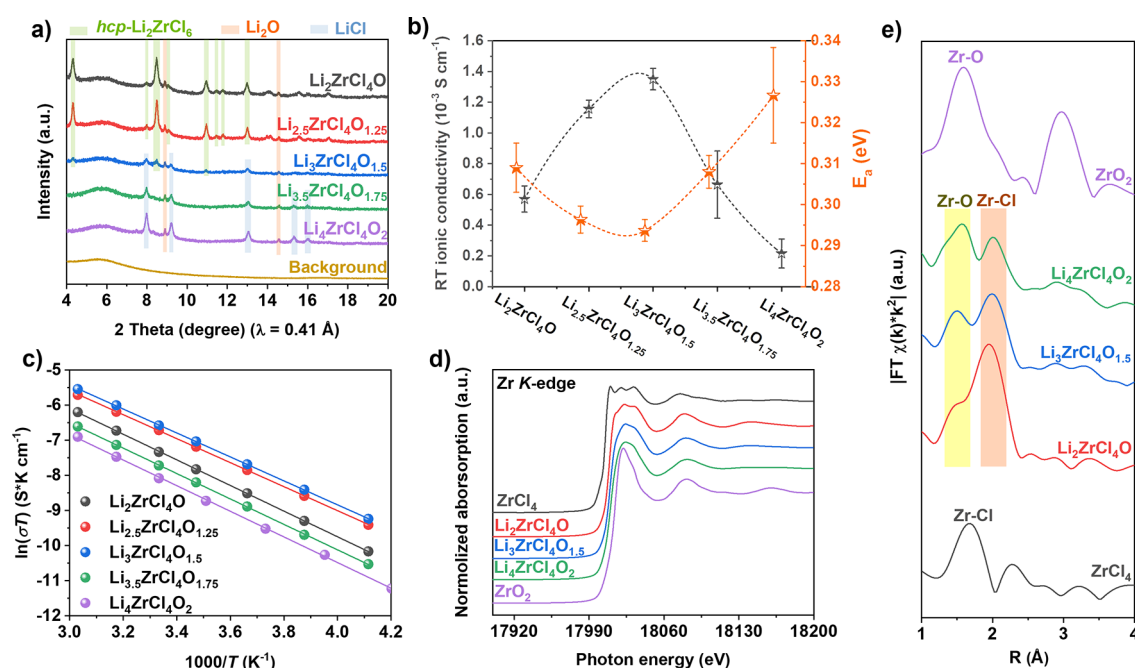 a)
hcp-Li₂ZrCl₆ Li₂O LiCl
Intensity (a.u.)
Li₂ZrCl₄O
Li₂.₅ZrCl₄O₁.₂₅
Li₃ZrCl₄O₁.₅
Li₃.₅ZrCl₄O₁.₇₅
Li₄ZrCl₄O₂
Background
4 6 8 10 12 14 16 18 20
2 Theta (degree) (λ = 0.41 Å)
b)
RT ionic conductivity (10⁻³ S cm⁻¹)
1.6
1.4
1.2
1.0
0.8
0.6
0.4
0.2
0.0
0.34
0.33
0.32
0.31
0.30
0.29
0.28
Eₐ (eV)
Li₂ZrCl₄O
Li₂.₅ZrCl₄O₁.₂₅
Li₃ZrCl₄O₁.₅
Li₃.₅ZrCl₄O₁.₇₅
Li₄ZrCl₄O₂
c)
ln(σT) (S*K cm⁻¹)
-5
-6
-7
-8
-9
-10
-11
-12
Li₂ZrCl₄O
Li₂.₅ZrCl₄O₁.₂₅
Li₃ZrCl₄O₁.₅
Li₃.₅ZrCl₄O₁.₇₅
Li₄ZrCl₄O₂
3.0 3.2 3.4 3.6 3.8 4.0 4.2
1000/T (K⁻¹)
d)
Zr K-edge
Normolized aborsorption (a.u.)
ZrCl₄
Li₂ZrCl₄O
Li₃ZrCl₄O₁.₅
Li₄ZrCl₄O₂
ZrO₂
17920 17990 18060 18130 18200
Photon energy (eV)
e)
|FT χ(k)*k²| (a.u.)
Zr-O
ZrO₂
Zr-O Zr-Cl
Li₄ZrCl₄O₂
Li₃ZrCl₄O₁.₅
Li₂ZrCl₄O
Zr-Cl
ZrCl₄
1 2 3 4
R (Å)